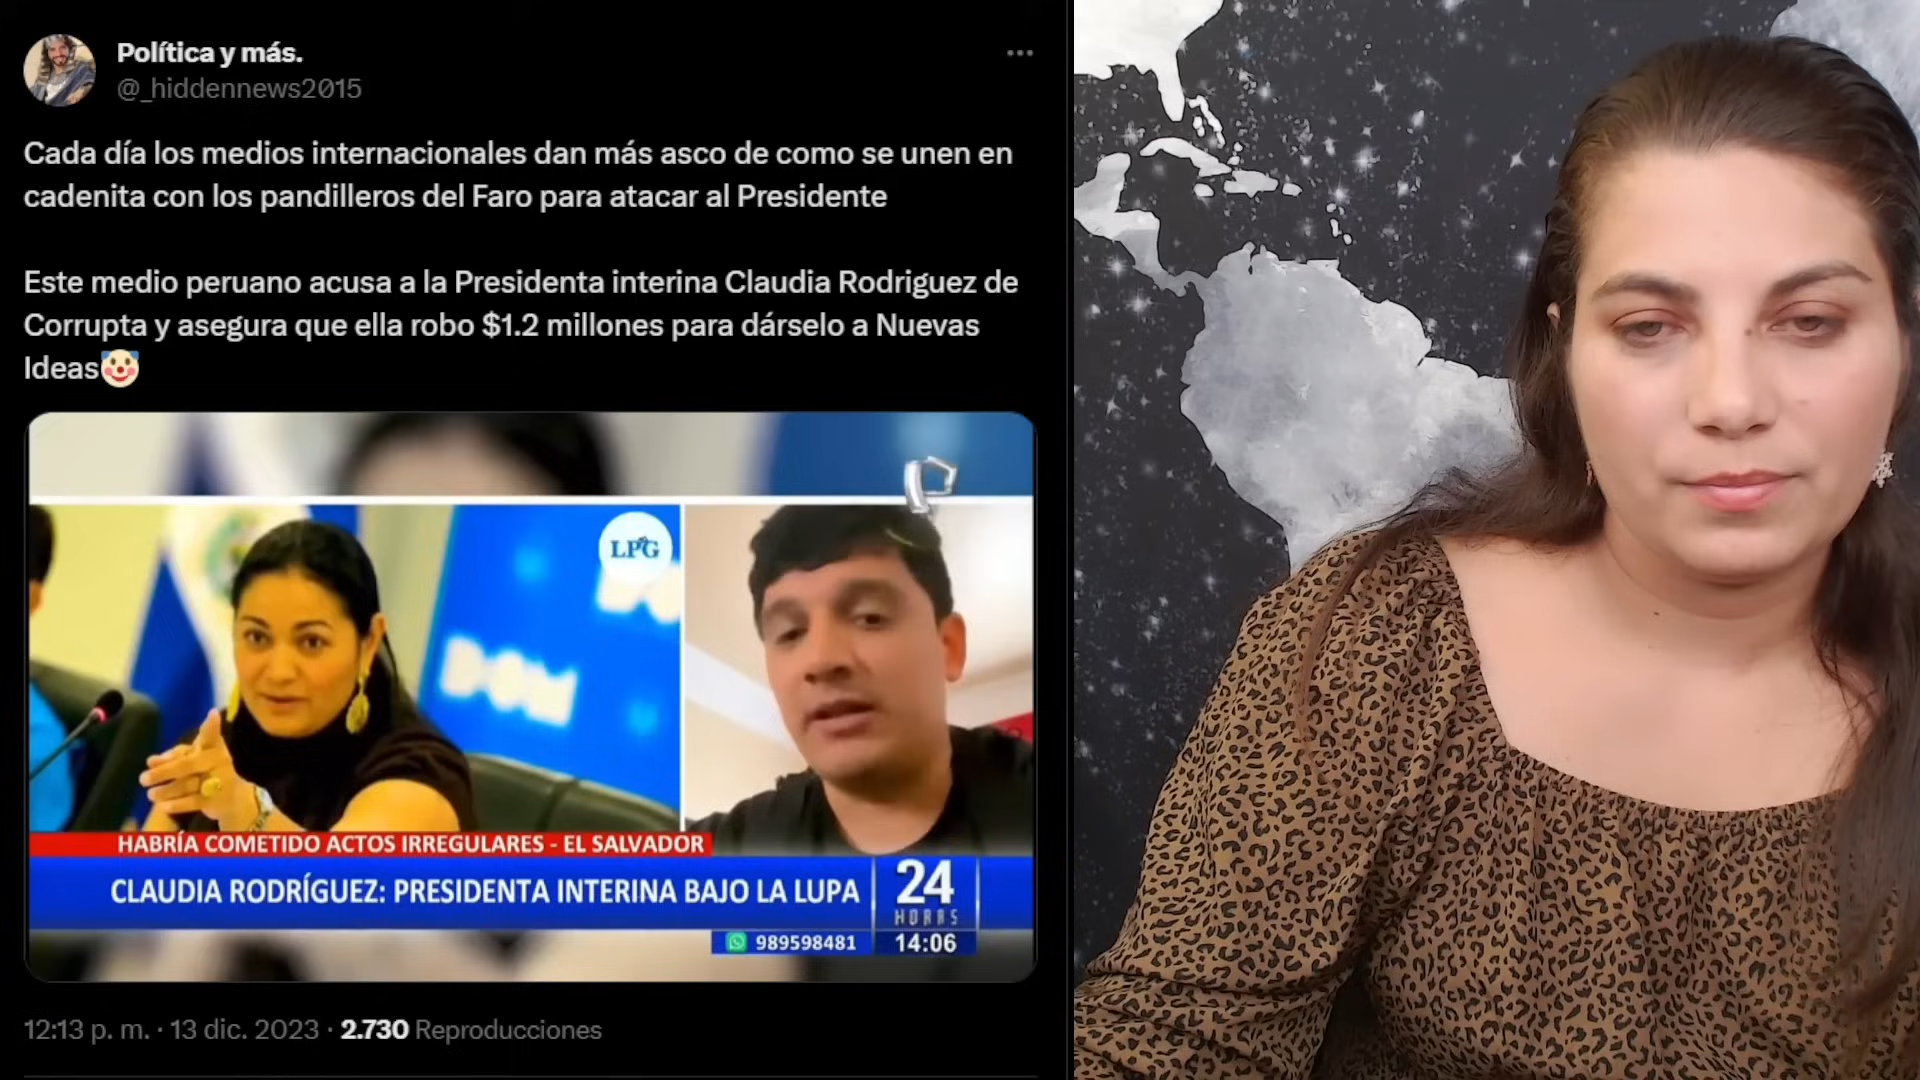 Política y más.
@_hiddennews2015
Cada día los medios internacionales dan más asco de como se unen en
cadenita con los pandilleros del Faro para atacar al Presidente
Este medio peruano acusa a la Presidenta interina Claudia Rodriguez de
Corrupta y asegura que ella robo $1.2 millones para dárselo a Nuevas
Ideas🤡
LPG
DOM
HABRÍA COMETIDO ACTOS IRREGULARES - EL SALVADOR
CLAUDIA RODRÍGUEZ: PRESIDENTA INTERINA BAJO LA LUPA
24
HORAS
989598481
14:06
12:13 p. m. · 13 dic. 2023 · 2.730 Reproducciones